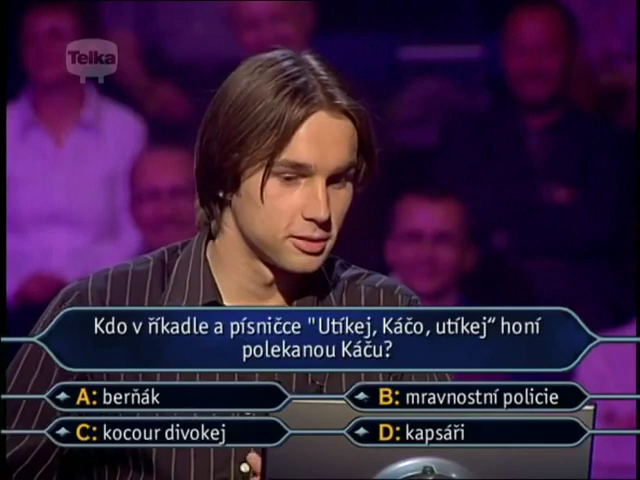 Telka
Kdo v říkadle a písničce "Utíkej, Káčo, utíkej“ honí
polekanou Káču?
A: berňák
B: mravnostní policie
C: kocour divokej
D: kapsáři